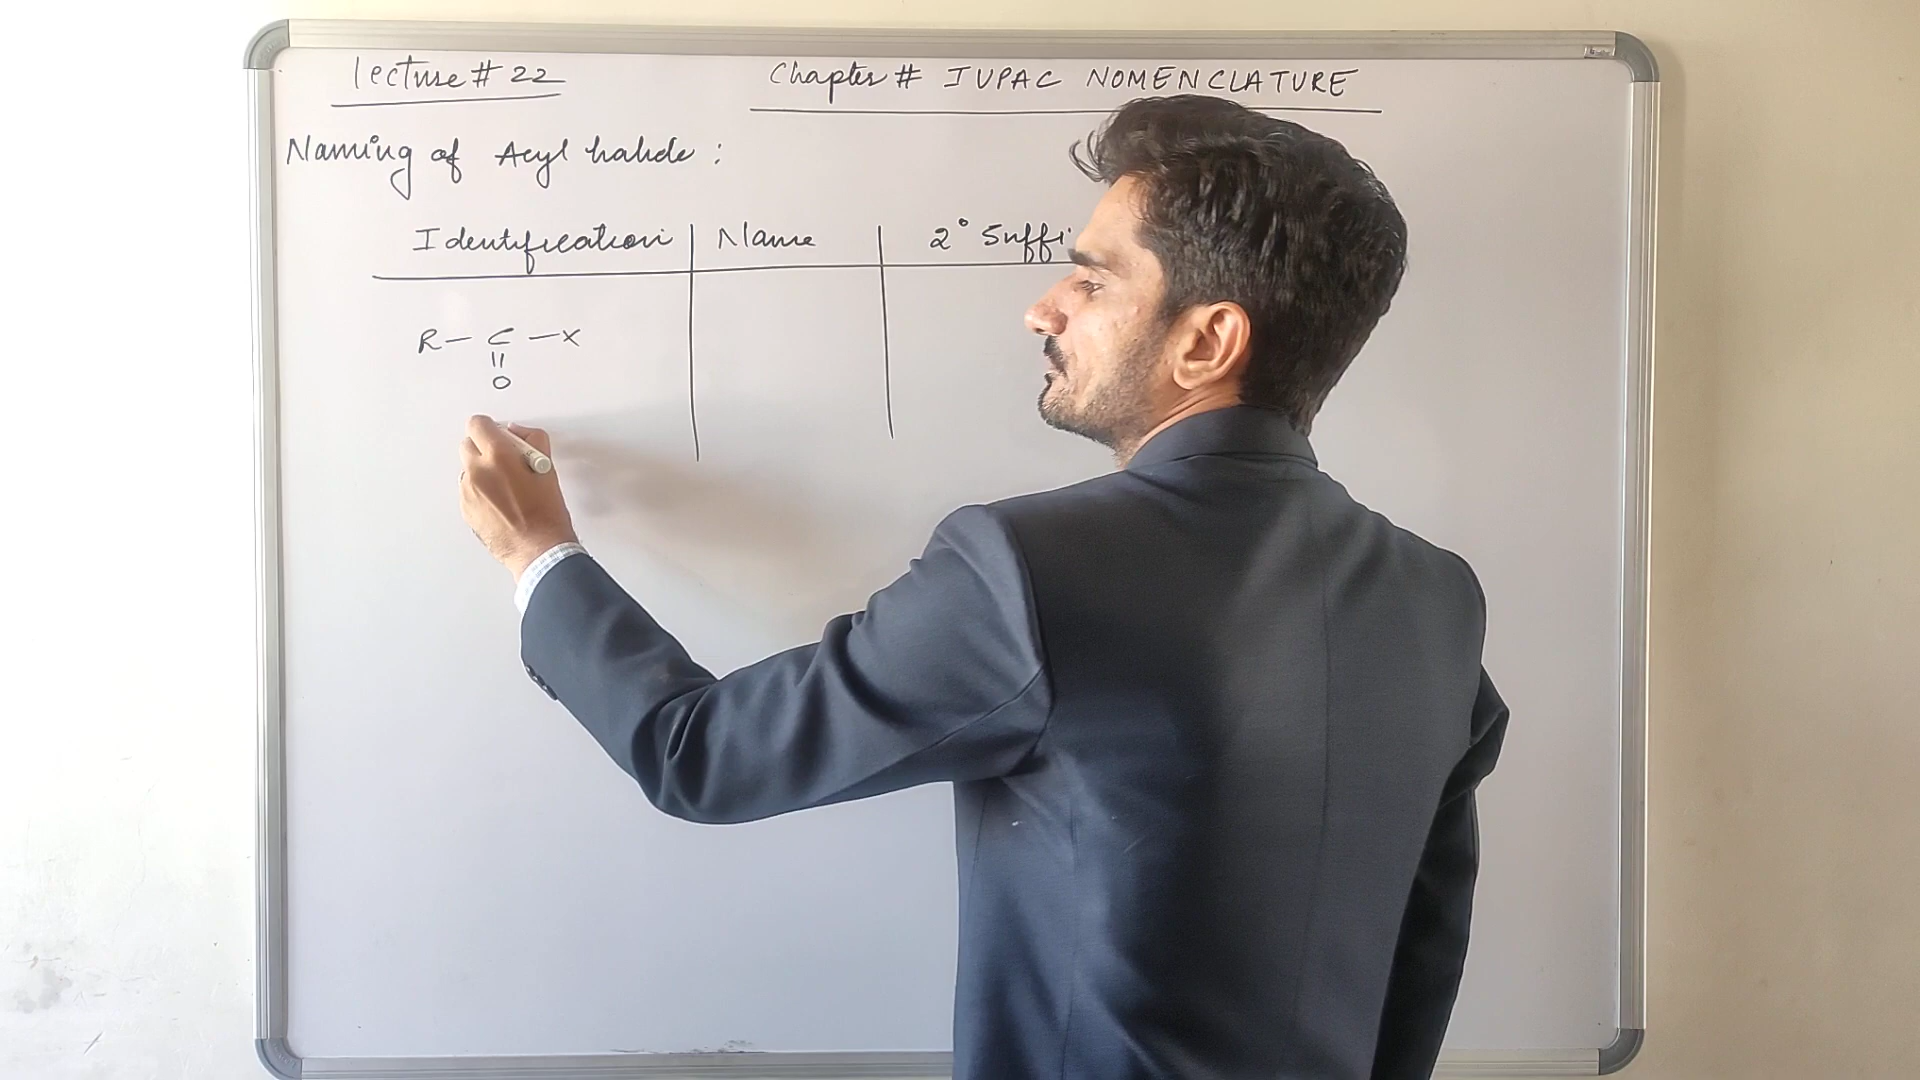 Lecture # 22
Chapter # IUPAC NOMENCLATURE
Naming of Acyl halide :
Identification | Name | 2° Suffi
R — C — X
||
O